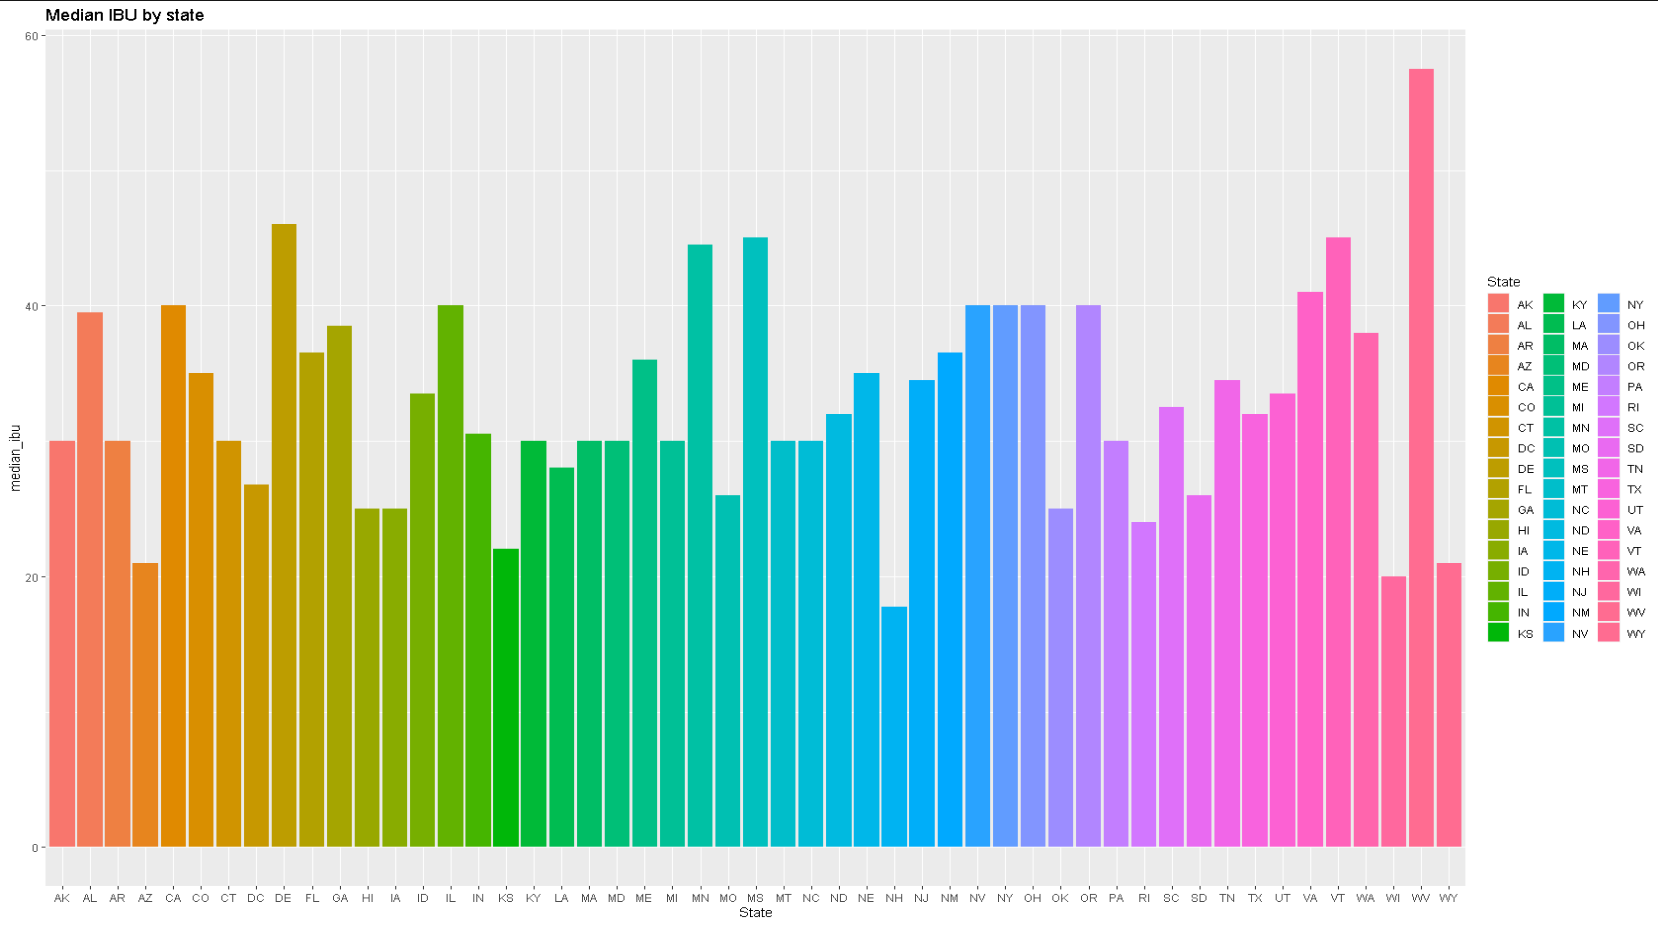 Median IBU by state
60
40
20
0
median_ibu
AK AL AR AZ CA CO CT DC DE FL GA HI IA ID IL IN KS KY LA MA MD ME MI MN MO MS MT NC ND NE NH NJ NM NV NY OH OK OR PA RI SC SD TN TX UT VA VT WA WI WV WY
State
State
AK KY NY
AL LA OH
AR MA OK
AZ MD OR
CA ME PA
CO MI RI
CT MN SC
DC MO SD
DE MS TN
FL MT TX
GA NC UT
HI ND VA
IA NE VT
ID NH WA
IL NJ WI
IN NM WV
KS NV WY